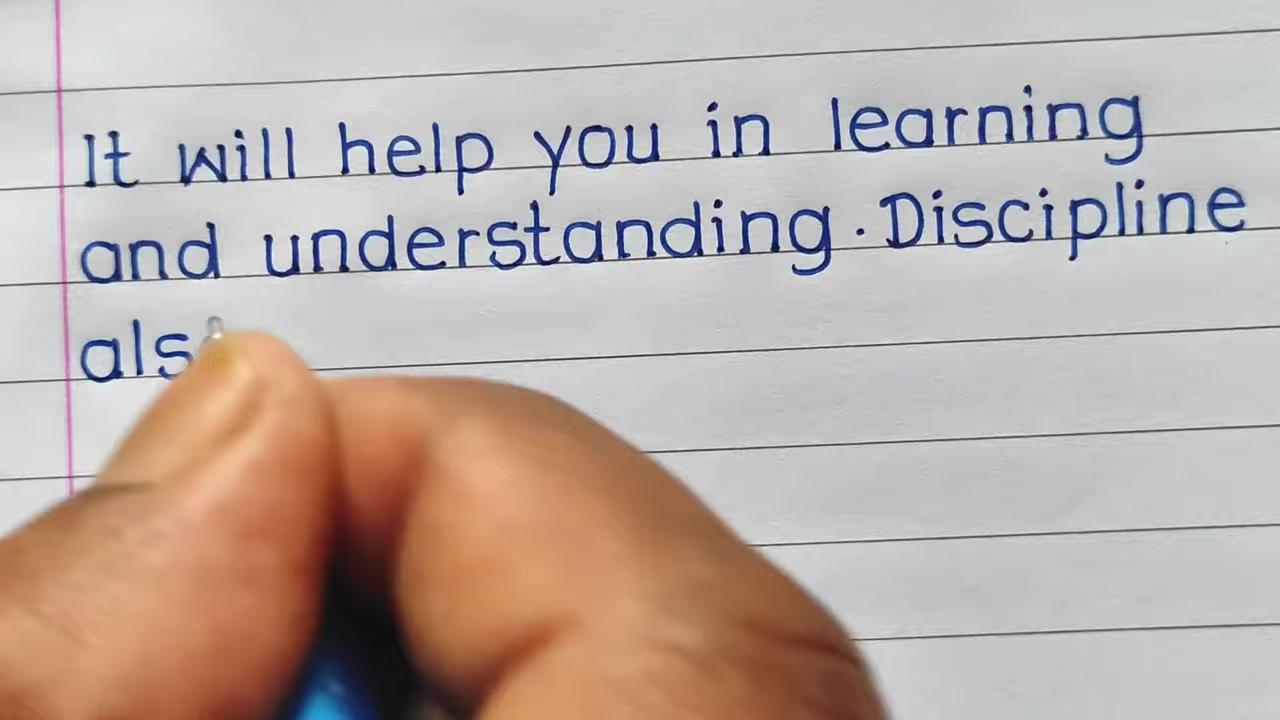 It will help you in learning
and understanding. Discipline
als